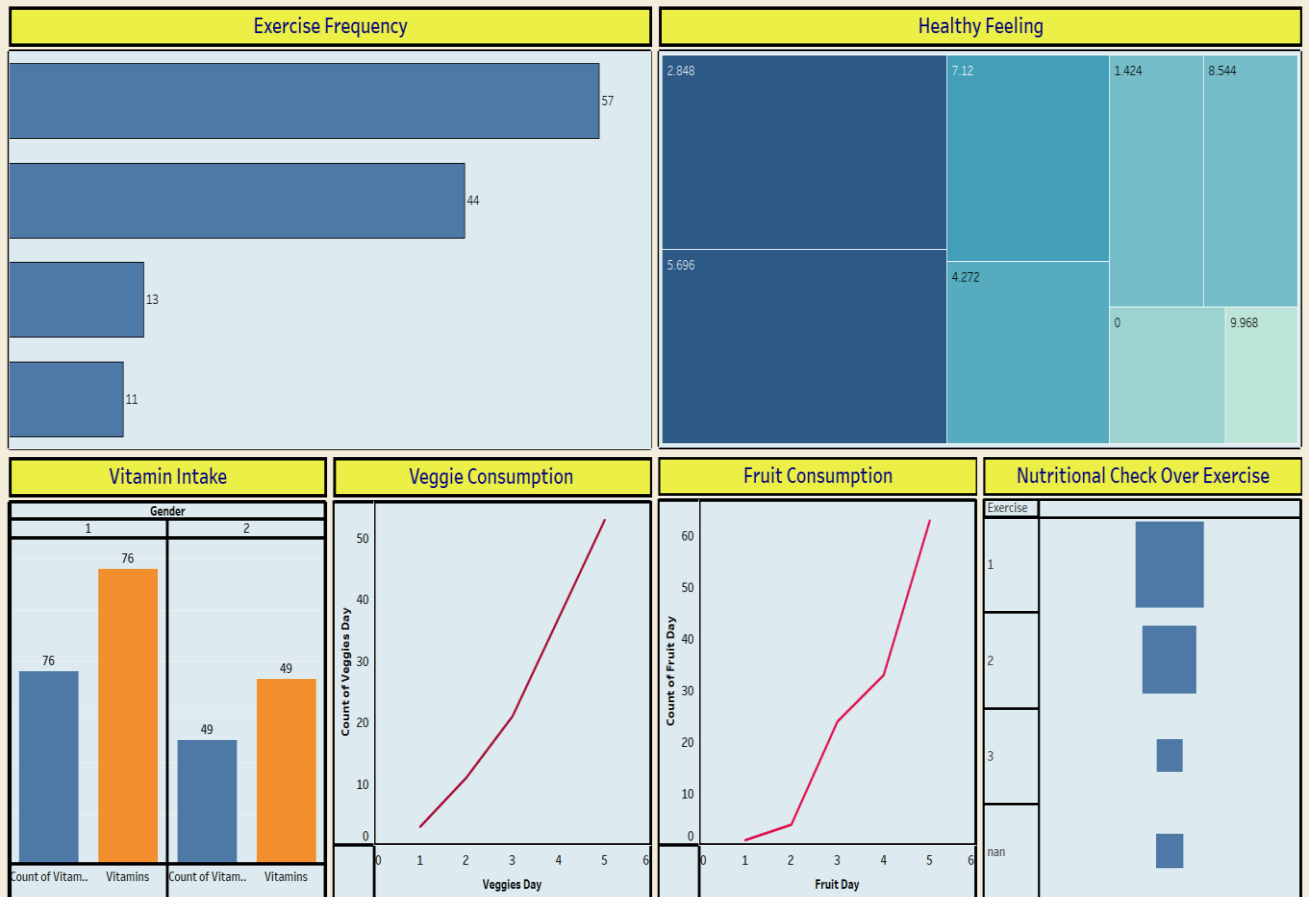 Exercise Frequency
57
44
13
11
Healthy Feeling
2.848
7.12
1.424
8.544
5.696
4.272
0
9.968
Vitamin Intake
Gender
1
2
76
76
49
49
Count of Vitam..
Vitamins
Count of Vitam..
Vitamins
Veggie Consumption
Count of Veggies Day
50
40
30
20
10
0
0
1
2
3
4
5
6
Veggies Day
Fruit Consumption
Count of Fruit Day
60
50
40
30
20
10
0
0
1
2
3
4
5
6
Fruit Day
Nutritional Check Over Exercise
Exercise
1
2
3
nan